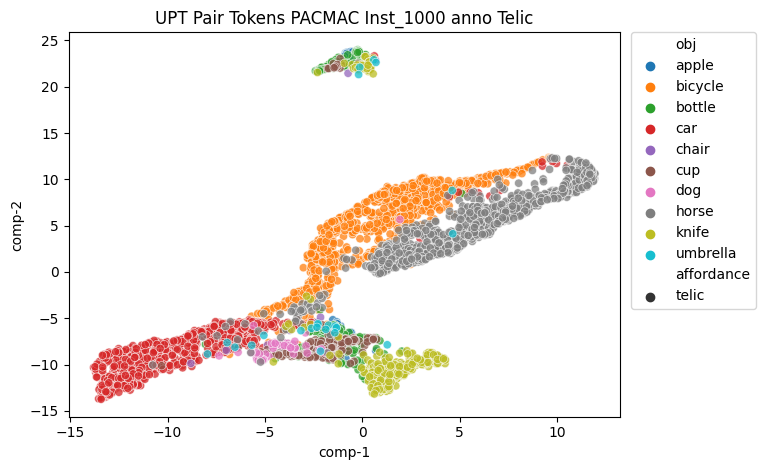 UPT Pair Tokens PACMAC Inst_1000 anno Telic
25
20
15
10
5
0
−5
−10
−15
comp-2
−15
−10
−5
0
5
10
comp-1
obj
apple
bicycle
bottle
car
chair
cup
dog
horse
knife
umbrella
affordance
telic